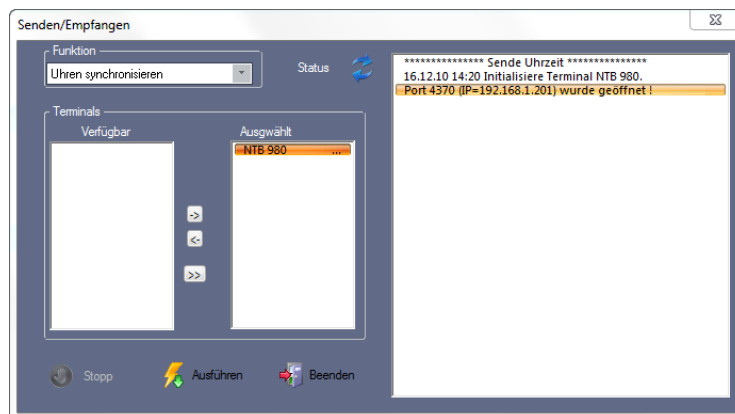 Senden/Empfangen
Funktion
Uhren synchronisieren
Status
Terminals
Verfügbar
Ausgwählt
NTB 980 ...
->
<-
>>
Stopp
Ausführen
Beenden
*************** Sende Uhrzeit ***************
16.12.10 14:20 Initialisiere Terminal NTB 980.
Port 4370 (IP=192.168.1.201) wurde geöffnet !